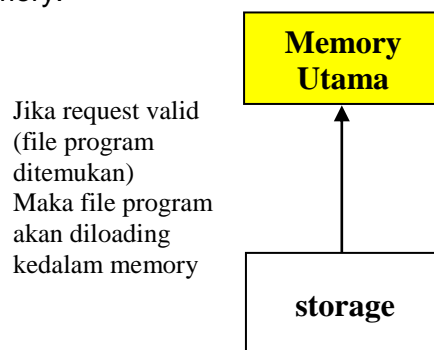 Memory
Utama
Jika request valid
(file program
ditemukan)
Maka file program
akan diloading
kedalam memory
storage